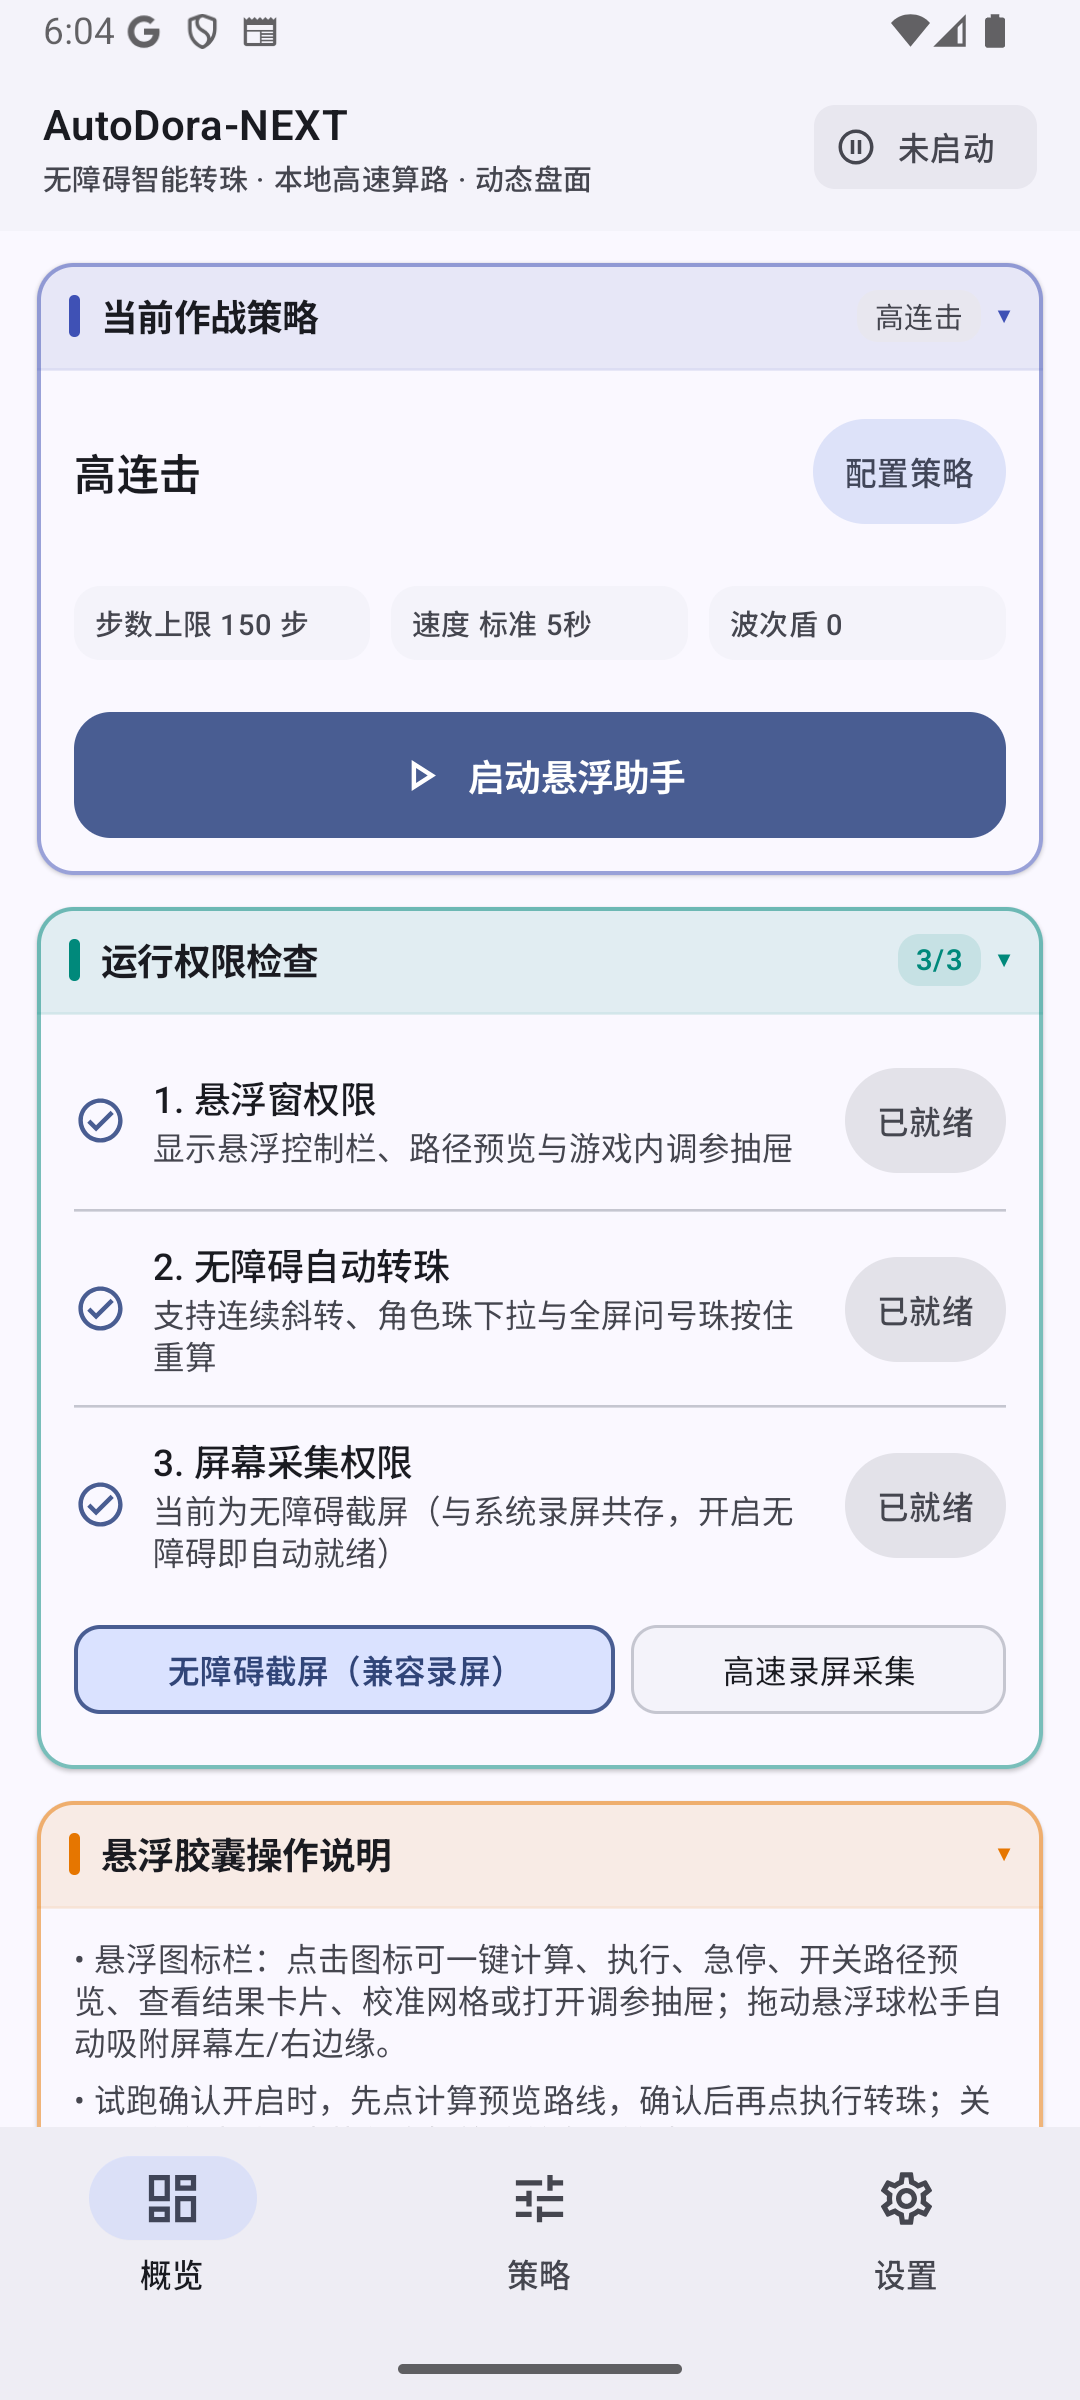 6:04
AutoDora-NEXT
无障碍智能转珠 · 本地高速算路 · 动态盘面
未启动
当前作战策略
高连击
高连击
配置策略
步数上限 150 步
速度 标准 5秒
波次盾 0
启动悬浮助手
运行权限检查
3/3
1. 悬浮窗权限
显示悬浮控制栏、路径预览与游戏内调参抽屉
已就绪
2. 无障碍自动转珠
支持连续斜转、角色珠下拉与全屏问号珠按住
重算
已就绪
3. 屏幕采集权限
当前为无障碍截屏（与系统录屏共存，开启无
障碍即自动就绪）
已就绪
无障碍截屏（兼容录屏）
高速录屏采集
悬浮胶囊操作说明
• 悬浮图标栏：点击图标可一键计算、执行、急停、开关路径预
览、查看结果卡片、校准网格或打开调参抽屉；拖动悬浮球松手自
动吸附屏幕左/右边缘。
• 试跑确认开启时，先点计算预览路线，确认后再点执行转珠；关
概览
策略
设置